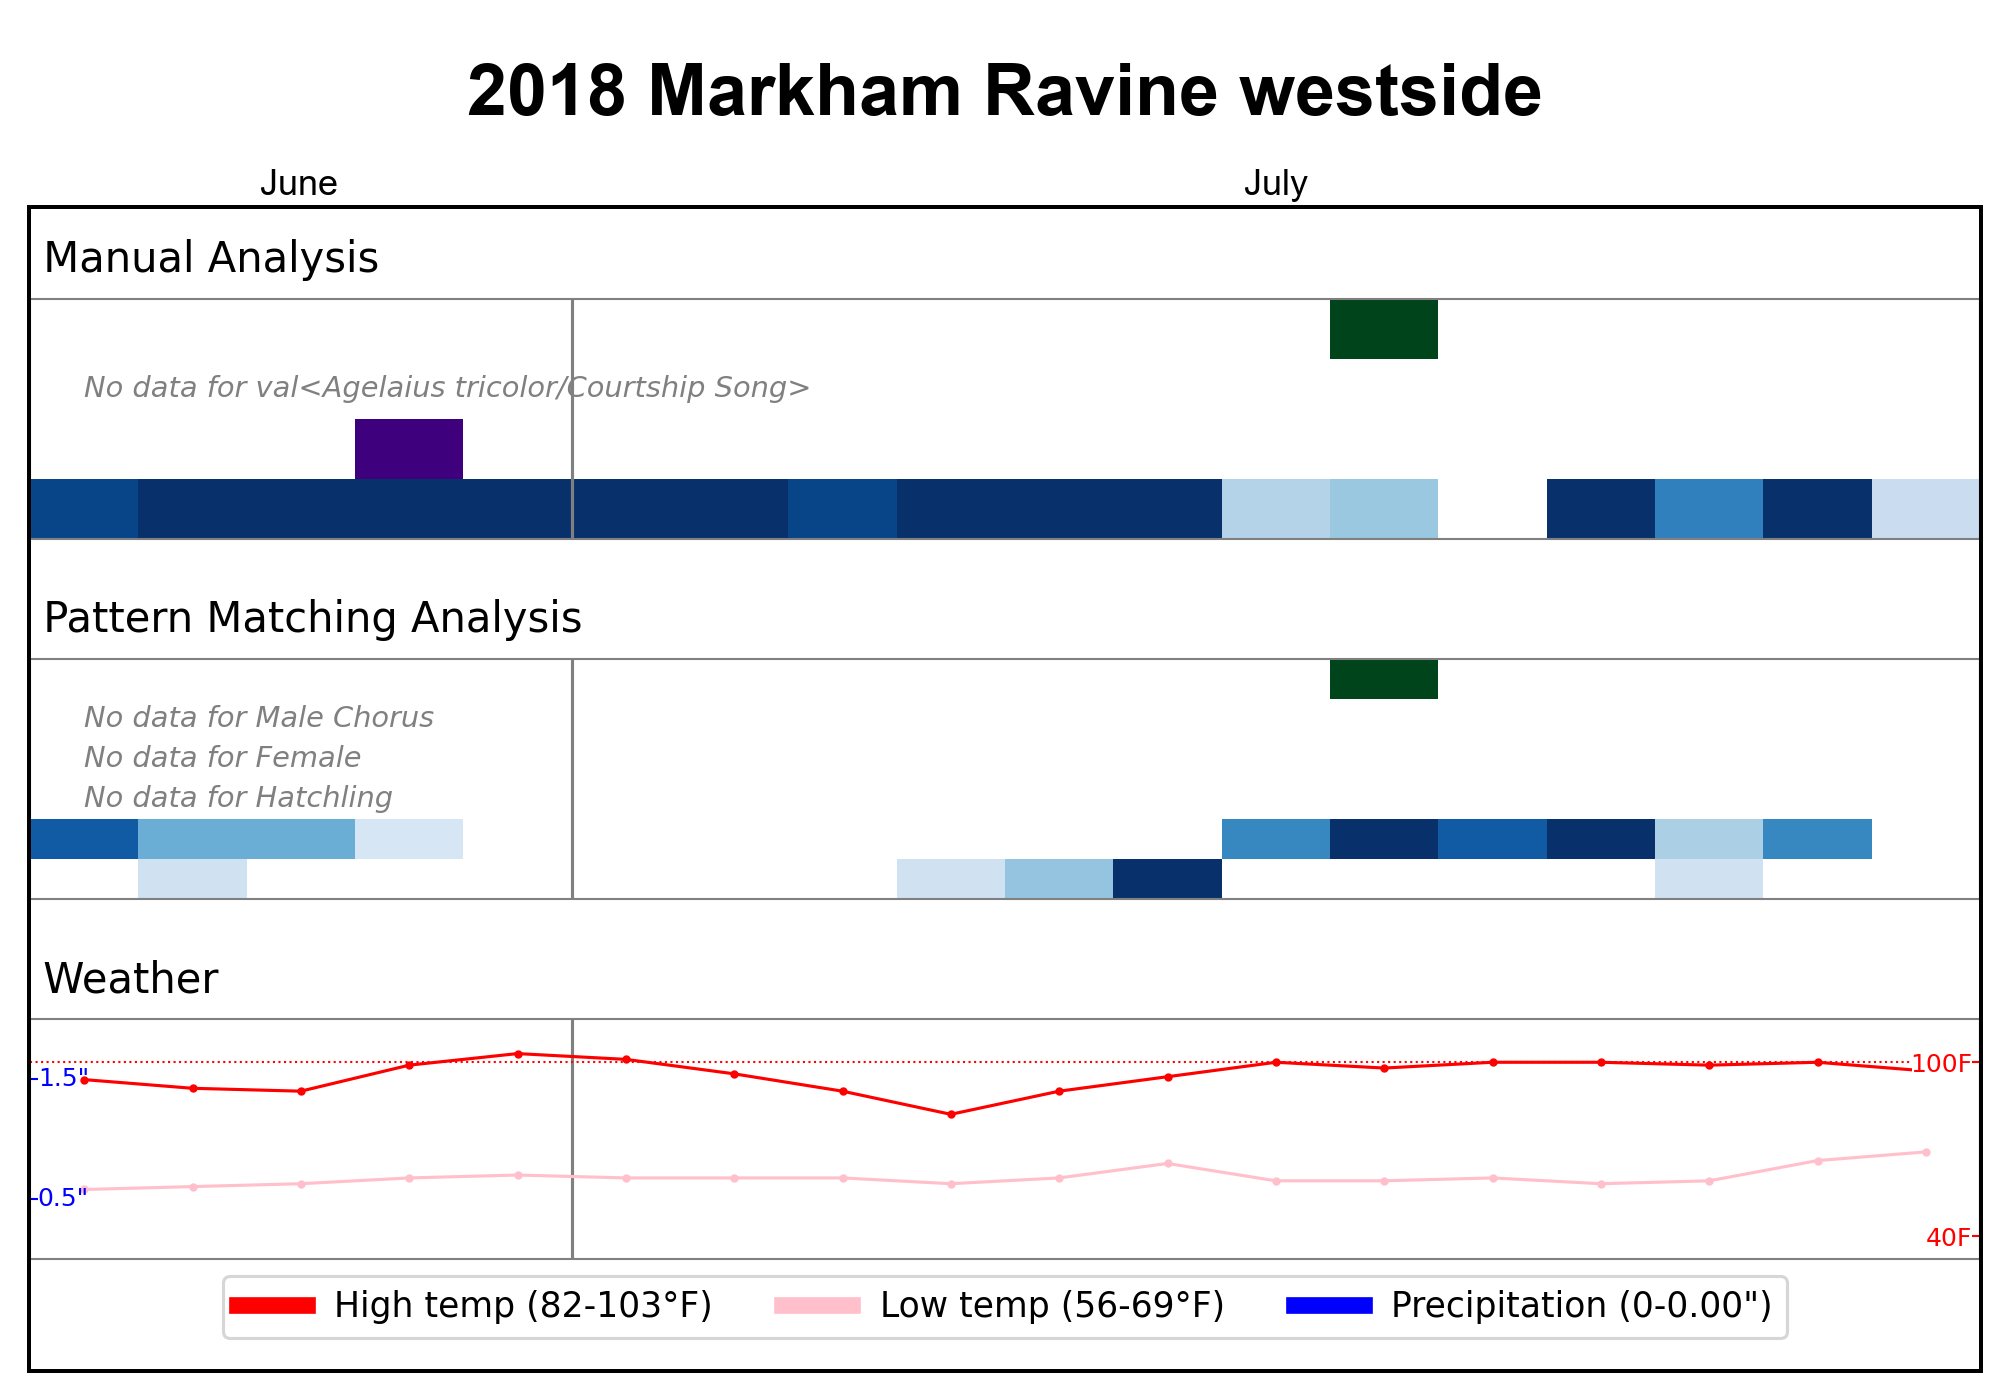 2018 Markham Ravine westside
June July
Manual Analysis
No data for val<Agelaius tricolor/Courtship Song>
Pattern Matching Analysis
No data for Male Chorus
No data for Female
No data for Hatchling
Weather
1.5" 100F
0.5"
40F
High temp (82-103°F) Low temp (56-69°F) Precipitation (0-0.00")